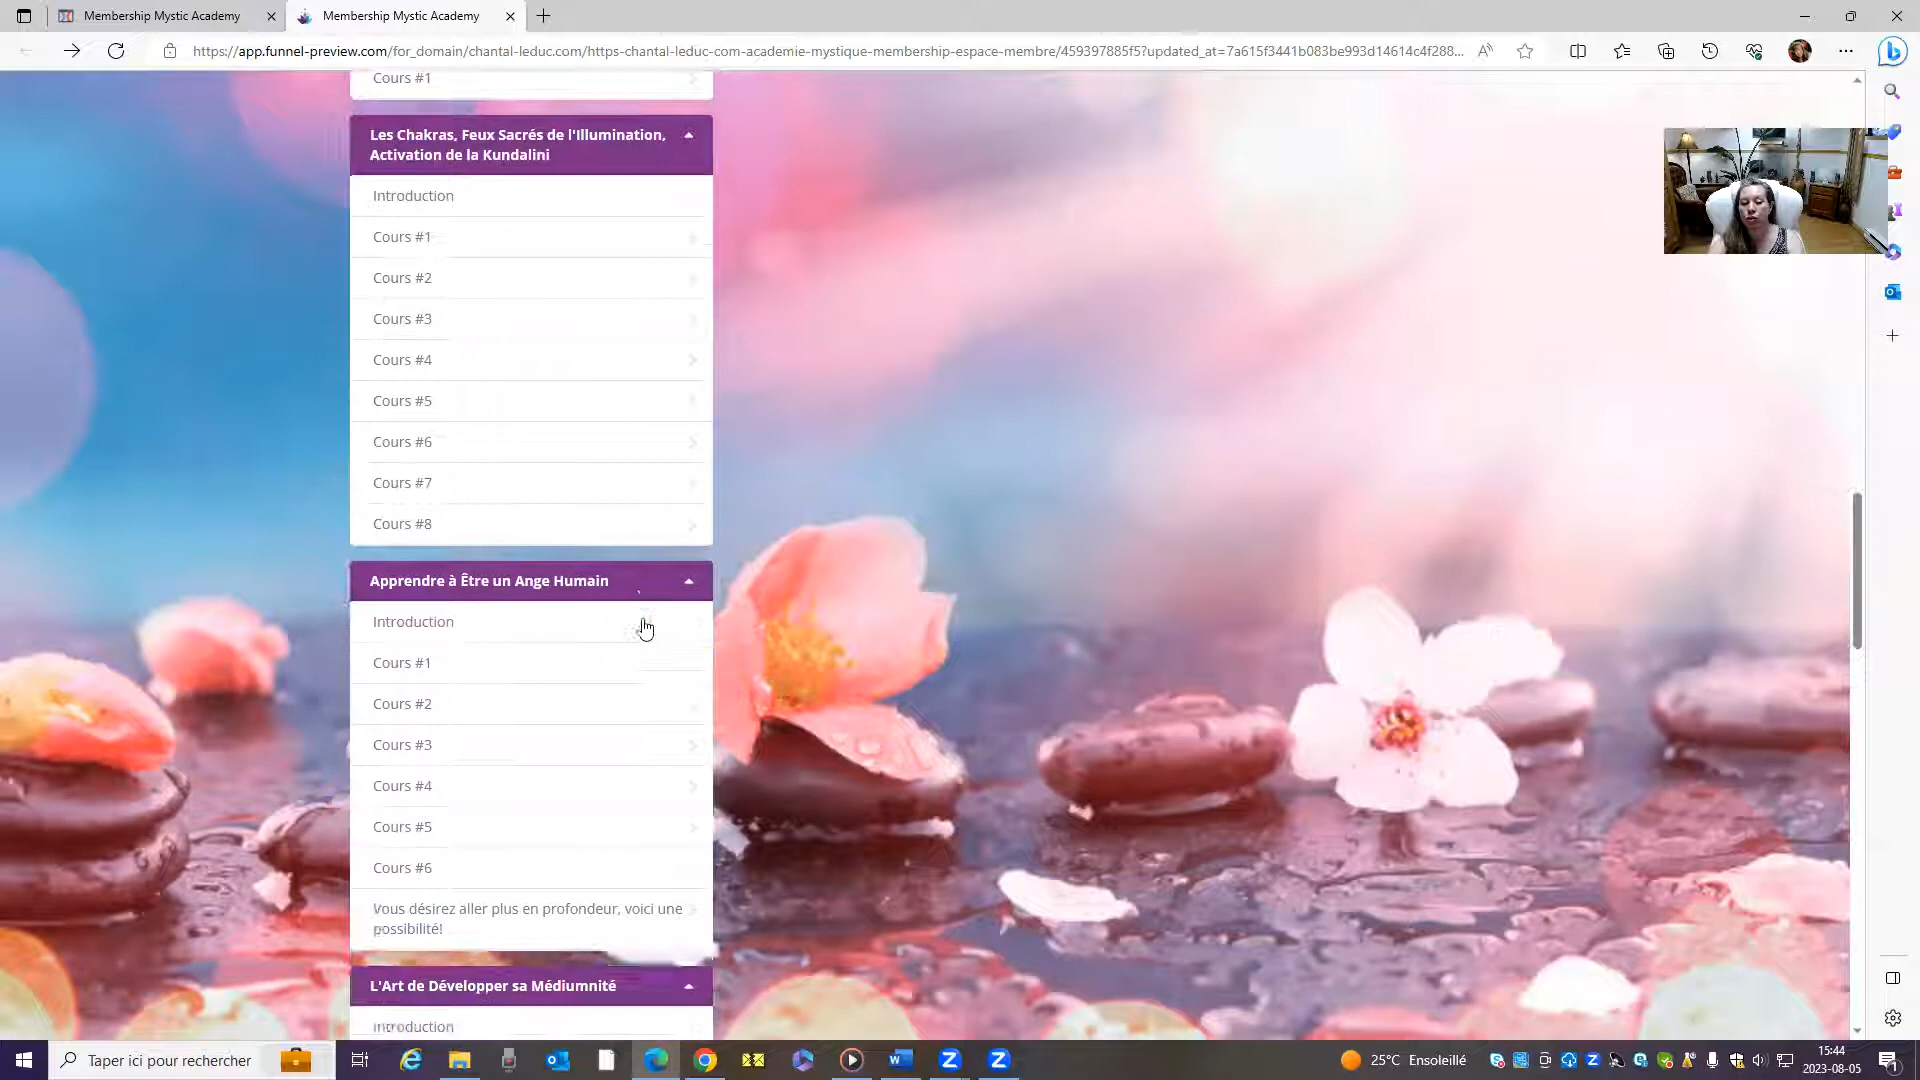 Membership Mystic Academy
Membership Mystic Academy
https://app.funnel-preview.com/for_domain/chantal-leduc.com/https-chantal-leduc-com-academie-mystique-membership-espace-membre/459397885f5?updated_at=7a615f3441b083be993d14614c4f288...
Cours #1
Les Chakras, Feux Sacrés de l'Illumination,
Activation de la Kundalini
Introduction
Cours #1
Cours #2
Cours #3
Cours #4
Cours #5
Cours #6
Cours #7
Cours #8
Apprendre à Être un Ange Humain
Introduction
Cours #1
Cours #2
Cours #3
Cours #4
Cours #5
Cours #6
Vous désirez aller plus en profondeur, voici une
possibilité!
L'Art de Développer sa Médiumnité
Introduction
Taper ici pour rechercher
25°C Ensoleillé
15:44
2023-08-05